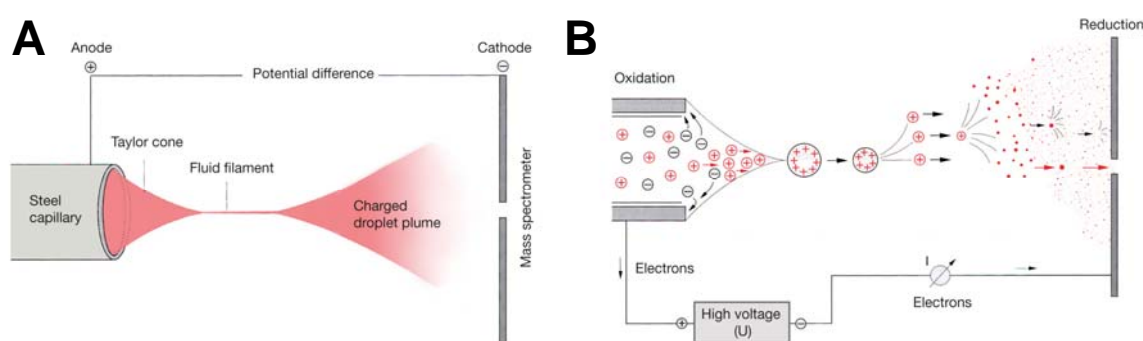 A
Anode
⊕
Potential difference
Cathode
⊖
Taylor cone
Fluid filament
Steel
capillary
Charged
droplet plume
Mass spectrometer
B
Reduction
Oxidation
Electrons
I
Electrons
⊕
High voltage
(U)
⊖